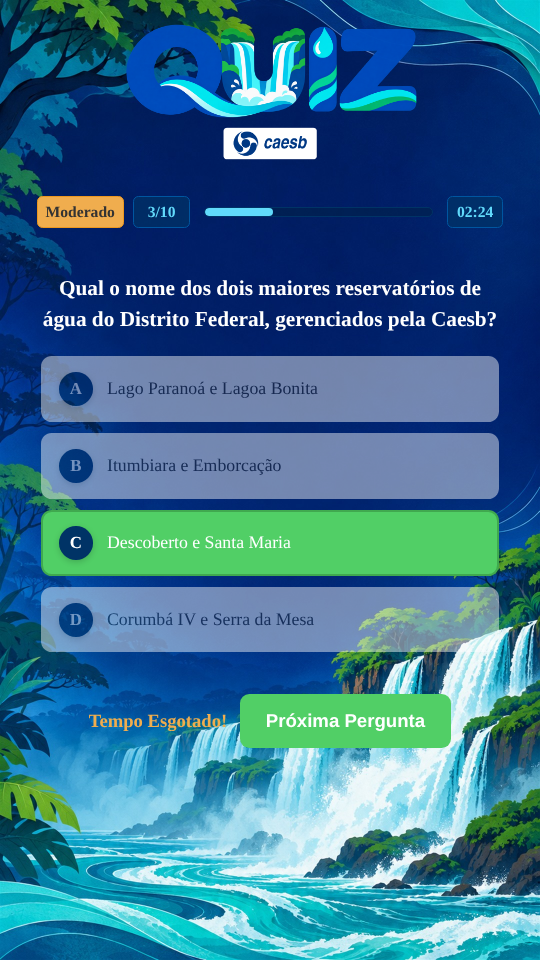 QUIZ
caesb
Moderado
3/10
02:24
Qual o nome dos dois maiores reservatórios de
água do Distrito Federal, gerenciados pela Caesb?
A Lago Paranoá e Lagoa Bonita
B Itumbiara e Emborcação
C Descoberto e Santa Maria
D Corumbá IV e Serra da Mesa
Tempo Esgotado! Próxima Pergunta